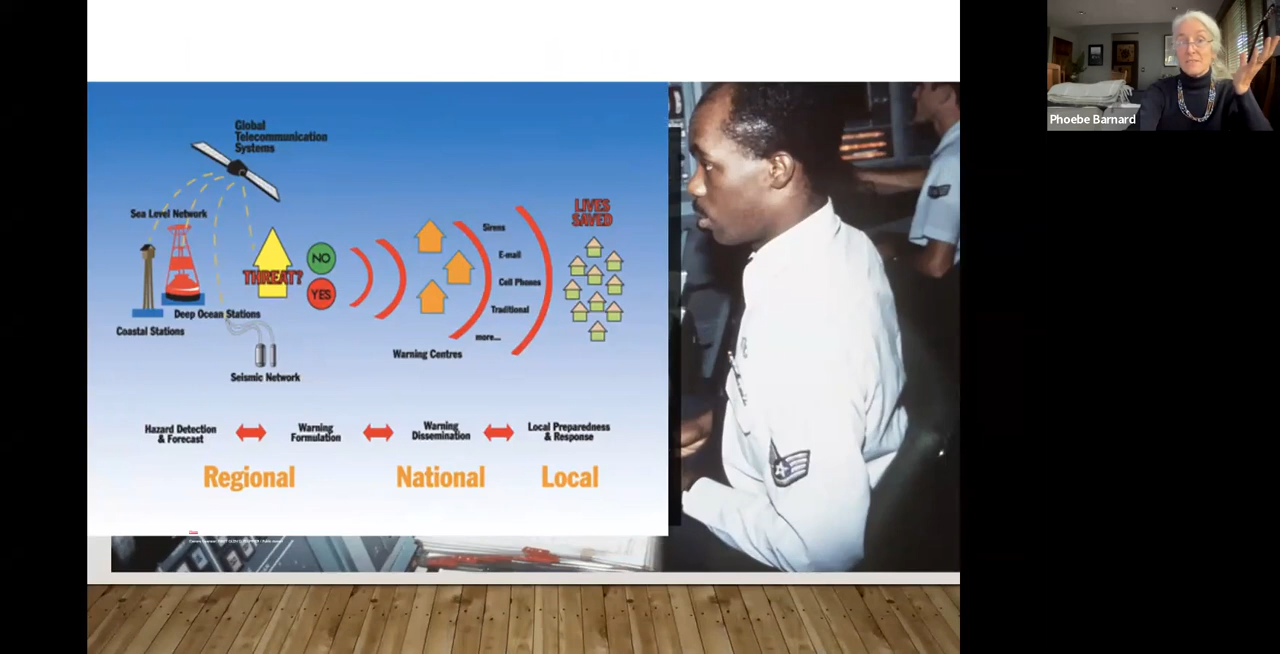 Global
Telecommunication
Systems
Sea Level Network
THREAT?
NO
YES
Deep Ocean Stations
Coastal Stations
Seismic Network
Sirens
E-mail
Cell Phones
Traditional
more...
Warning Centres
LIVES
SAVED
Hazard Detection
& Forecast
Warning
Formulation
Warning
Dissemination
Local Preparedness
& Response
Regional
National
Local
Phoebe Barnard